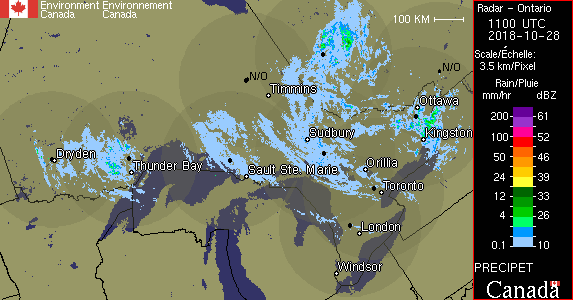 Environment Environnement
Canada Canada
100 KM
N/O
N/O
Timmins
Ottawa
Sudbury
Kingston
Dryden
Thunder Bay
Sault Ste. Marie
Orillia
Toronto
London
Windsor
Radar - Ontario
1100 UTC
2018-10-28
Scale/Échelle:
3.5 km/Pixel
Rain/Pluie
mm/hr dBZ
200 61
100 52
50 46
24 39
12 33
4 26
1 20
0.1 10
PRECIPET
Canada